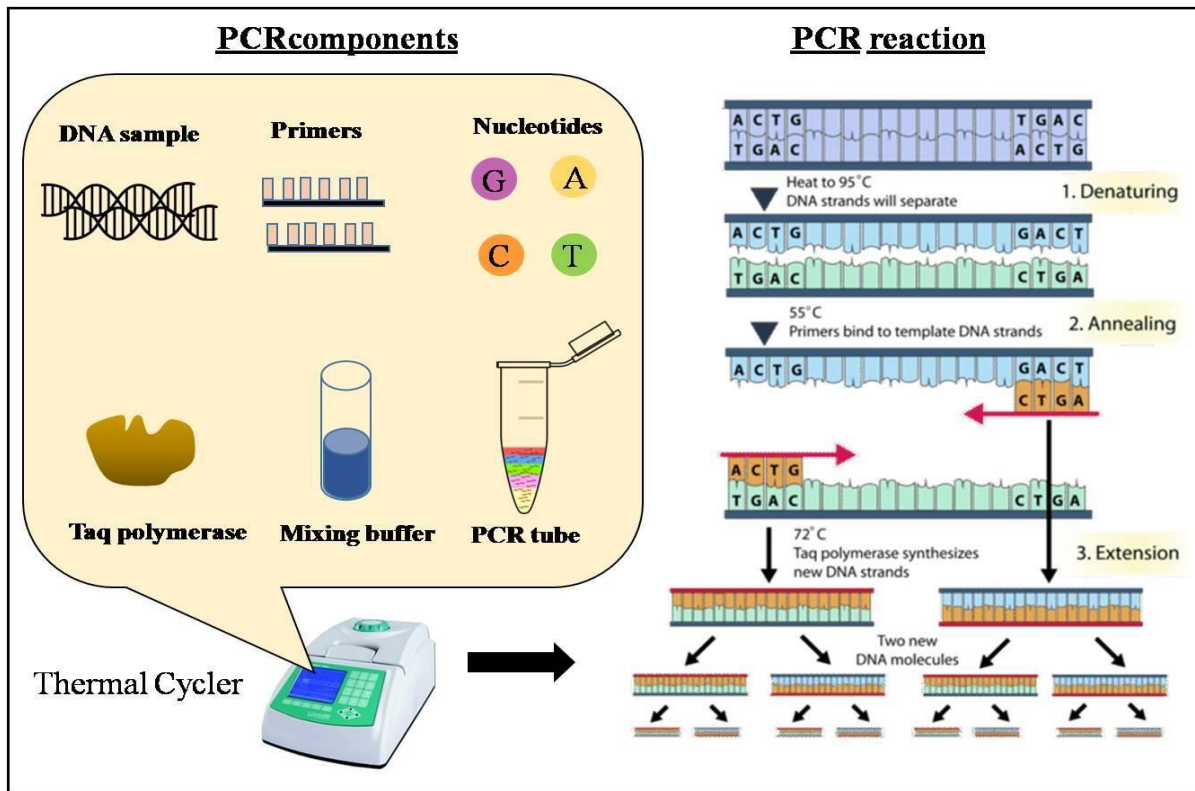 PCRcomponents
DNA sample
Primers
Nucleotides
G
A
C
T
Taq polymerase
Mixing buffer
PCR tube
Thermal Cycler
PCR reaction
A C T G
T G A C
T G A C
A C T G
Heat to 95°C
DNA strands will separate
1. Denaturing
A C T G
G A C T
T G A C
C T G A
55°C
Primers bind to template DNA strands
2. Annealing
A C T G
G A C T
C T G A
A C T G
T G A C
C T G A
72°C
Taq polymerase synthesizes
new DNA strands
3. Extension
Two new
DNA molecules